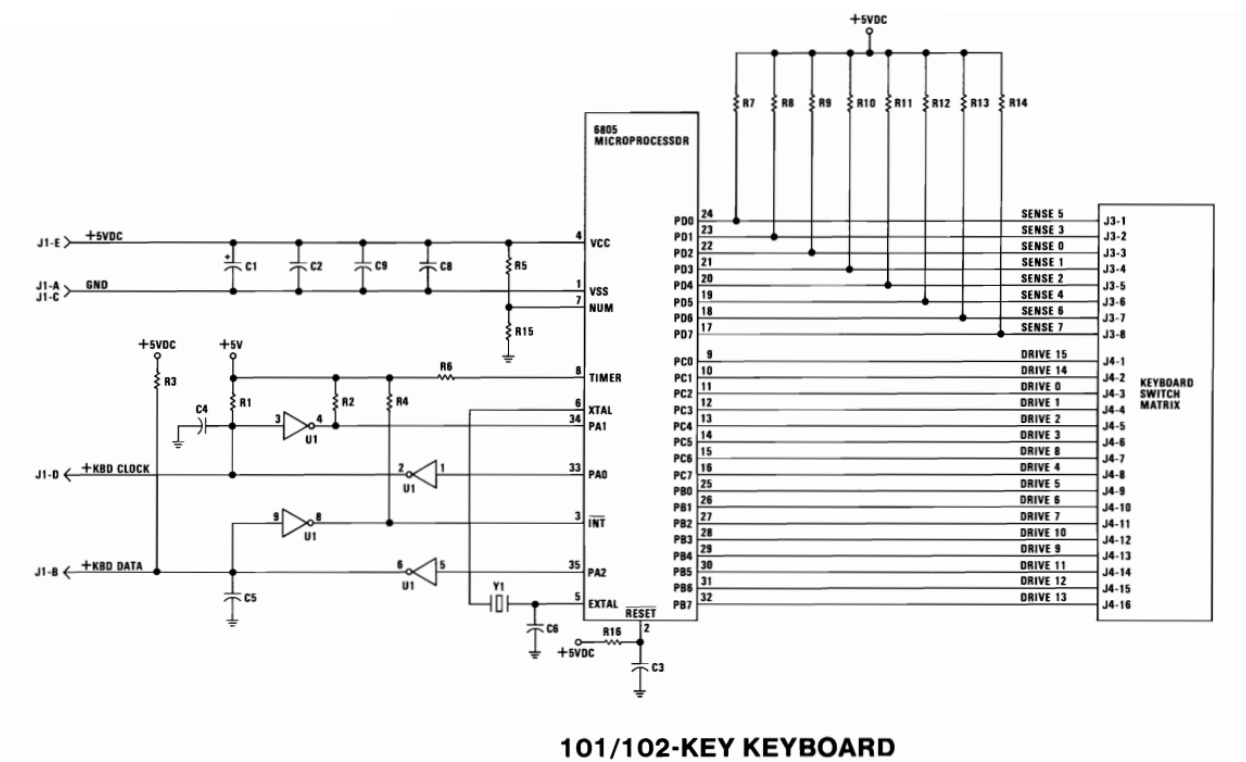 +5VDC
R7 R8 R9 R10 R11 R12 R13 R14
6805
MICROPROCESSOR
J1-E +5VDC
C1 C2 C9 C8
+
R5
4 VCC
J1-A
J1-C
GND
1 VSS
7 NUM
R15
+5VDC
+5V
R3
R1
R2
R4
R6
8 TIMER
6 XTAL
C4
3 4
U1
34 PA1
J1-D +KBD CLOCK
2 1
U1
33 PA0
9 8
U1
3 INT
J1-B +KBD DATA
6 5
U1
35 PA2
C5
Y1
5 EXTAL
C6
RESET
2
R16
+5VDC
C3
PD0 24 SENSE 5 J3-1
PD1 23 SENSE 3 J3-2
PD2 22 SENSE 0 J3-3
PD3 21 SENSE 1 J3-4
PD4 20 SENSE 2 J3-5
PD5 19 SENSE 4 J3-6
PD6 18 SENSE 6 J3-7
PD7 17 SENSE 7 J3-8
PC0 9 DRIVE 15 J4-1
PC1 10 DRIVE 14 J4-2
PC2 11 DRIVE 0 J4-3
PC3 12 DRIVE 1 J4-4
PC4 13 DRIVE 2 J4-5
PC5 14 DRIVE 3 J4-6
PC6 15 DRIVE 8 J4-7
PC7 16 DRIVE 4 J4-8
PB0 25 DRIVE 5 J4-9
PB1 26 DRIVE 6 J4-10
PB2 27 DRIVE 7 J4-11
PB3 28 DRIVE 10 J4-12
PB4 29 DRIVE 9 J4-13
PB5 30 DRIVE 11 J4-14
PB6 31 DRIVE 12 J4-15
PB7 32 DRIVE 13 J4-16
KEYBOARD
SWITCH
MATRIX
101/102-KEY KEYBOARD